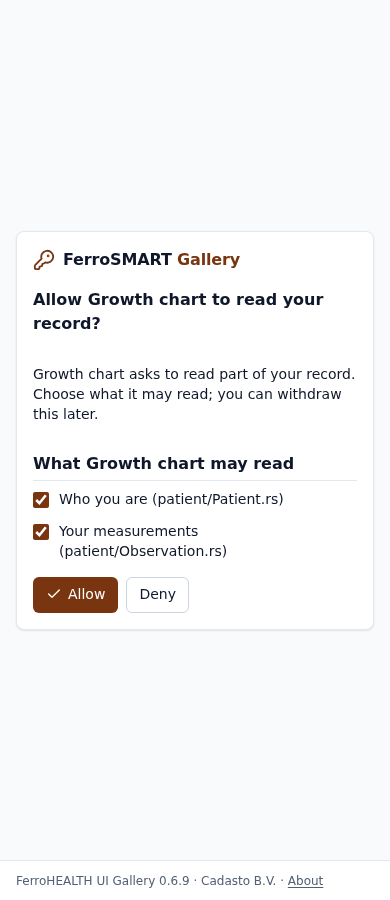 FerroSMART Gallery
Allow Growth chart to read your
record?
Growth chart asks to read part of your record.
Choose what it may read; you can withdraw
this later.
What Growth chart may read
Who you are (patient/Patient.rs)
Your measurements
(patient/Observation.rs)
Allow Deny
FerroHEALTH UI Gallery 0.6.9 · Cadasto B.V. · About